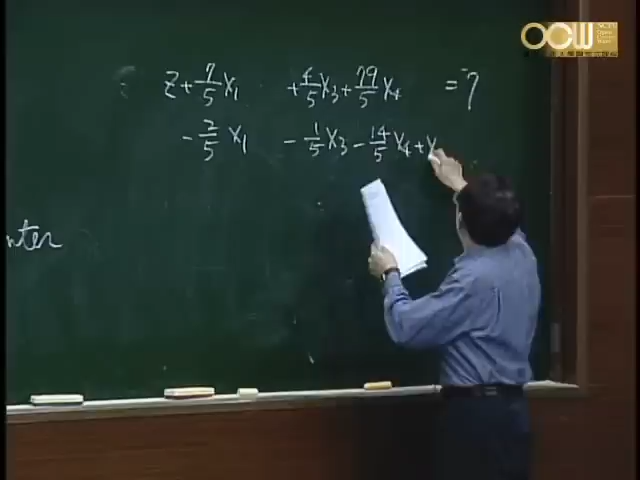 OCW NCTU
Z + 7/5 X₁ + 4/5 X₃ + 79/5 X₄ = -7
- 2/5 X₁ - 1/5 X₃ - 14/5 X₄ + X
nter